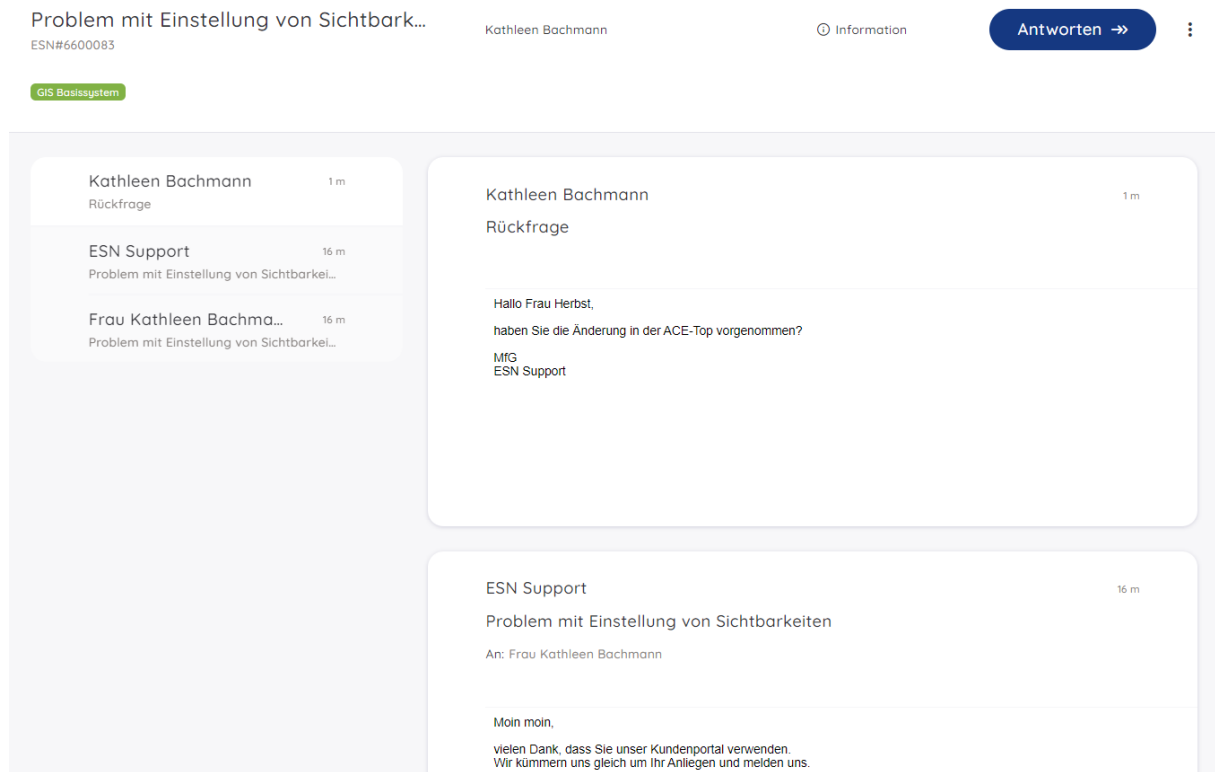 Problem mit Einstellung von Sichtbark...
ESN#6600083
Kathleen Bachmann
Information
Antworten
GIS Basissystem
Kathleen Bachmann 1 m
Rückfrage
ESN Support 16 m
Problem mit Einstellung von Sichtbarkei...
Frau Kathleen Bachma... 16 m
Problem mit Einstellung von Sichtbarkei...
Kathleen Bachmann 1 m
Rückfrage
Hallo Frau Herbst,
haben Sie die Änderung in der ACE-Top vorgenommen?
MfG
ESN Support
ESN Support 16 m
Problem mit Einstellung von Sichtbarkeiten
An: Frau Kathleen Bachmann
Moin moin,
vielen Dank, dass Sie unser Kundenportal verwenden.
Wir kümmern uns gleich um Ihr Anliegen und melden uns.